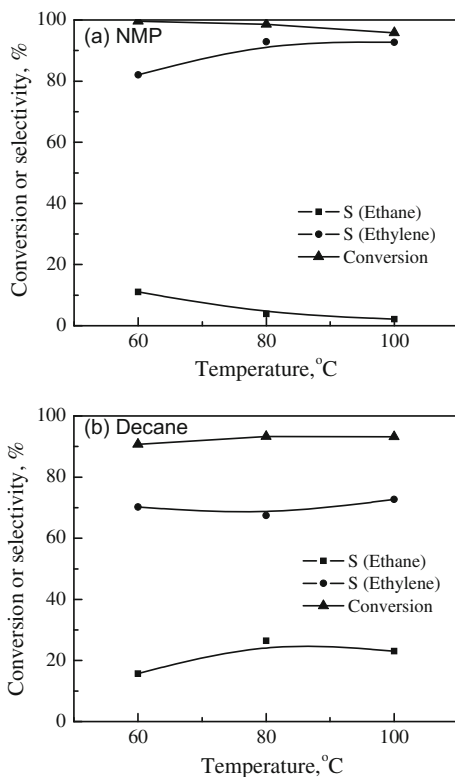 100
(a) NMP
80
60
40
20
0
Conversion or selectivity, %
S (Ethane)
S (Ethylene)
Conversion
60
80
100
Temperature,°C
100
(b) Decane
80
60
40
20
0
Conversion or selectivity, %
S (Ethane)
S (Ethylene)
Conversion
60
80
100
Temperature,°C